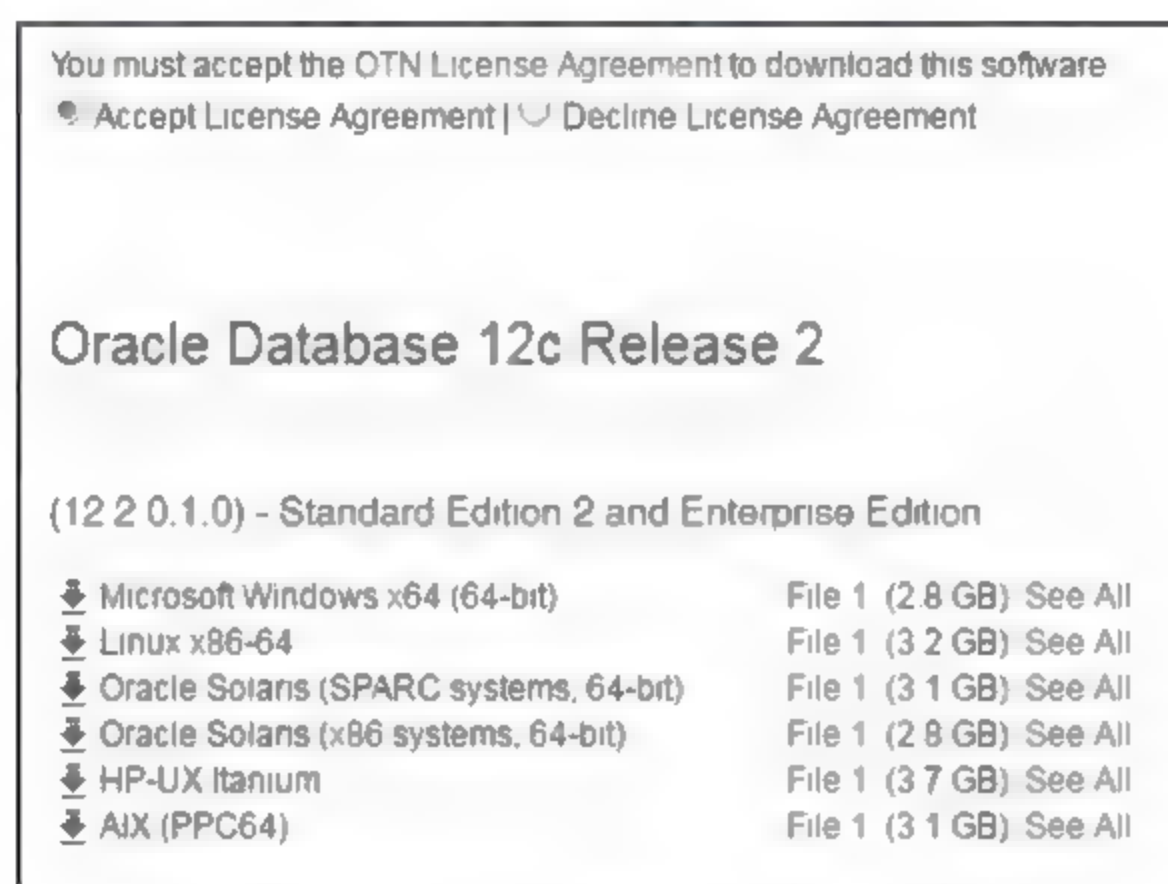 You must accept the OTN License Agreement to download this software
Accept License Agreement | Decline License Agreement
Oracle Database 12c Release 2
(12 2 0.1.0) - Standard Edition 2 and Enterprise Edition
Microsoft Windows x64 (64-bit) File 1 (2.8 GB) See All
Linux x86-64 File 1 (3 2 GB) See All
Oracle Solaris (SPARC systems, 64-bit) File 1 (3 1 GB) See All
Oracle Solaris (x86 systems, 64-bit) File 1 (2 8 GB) See All
HP-UX Itanium File 1 (3 7 GB) See All
AIX (PPC64) File 1 (3 1 GB) See All